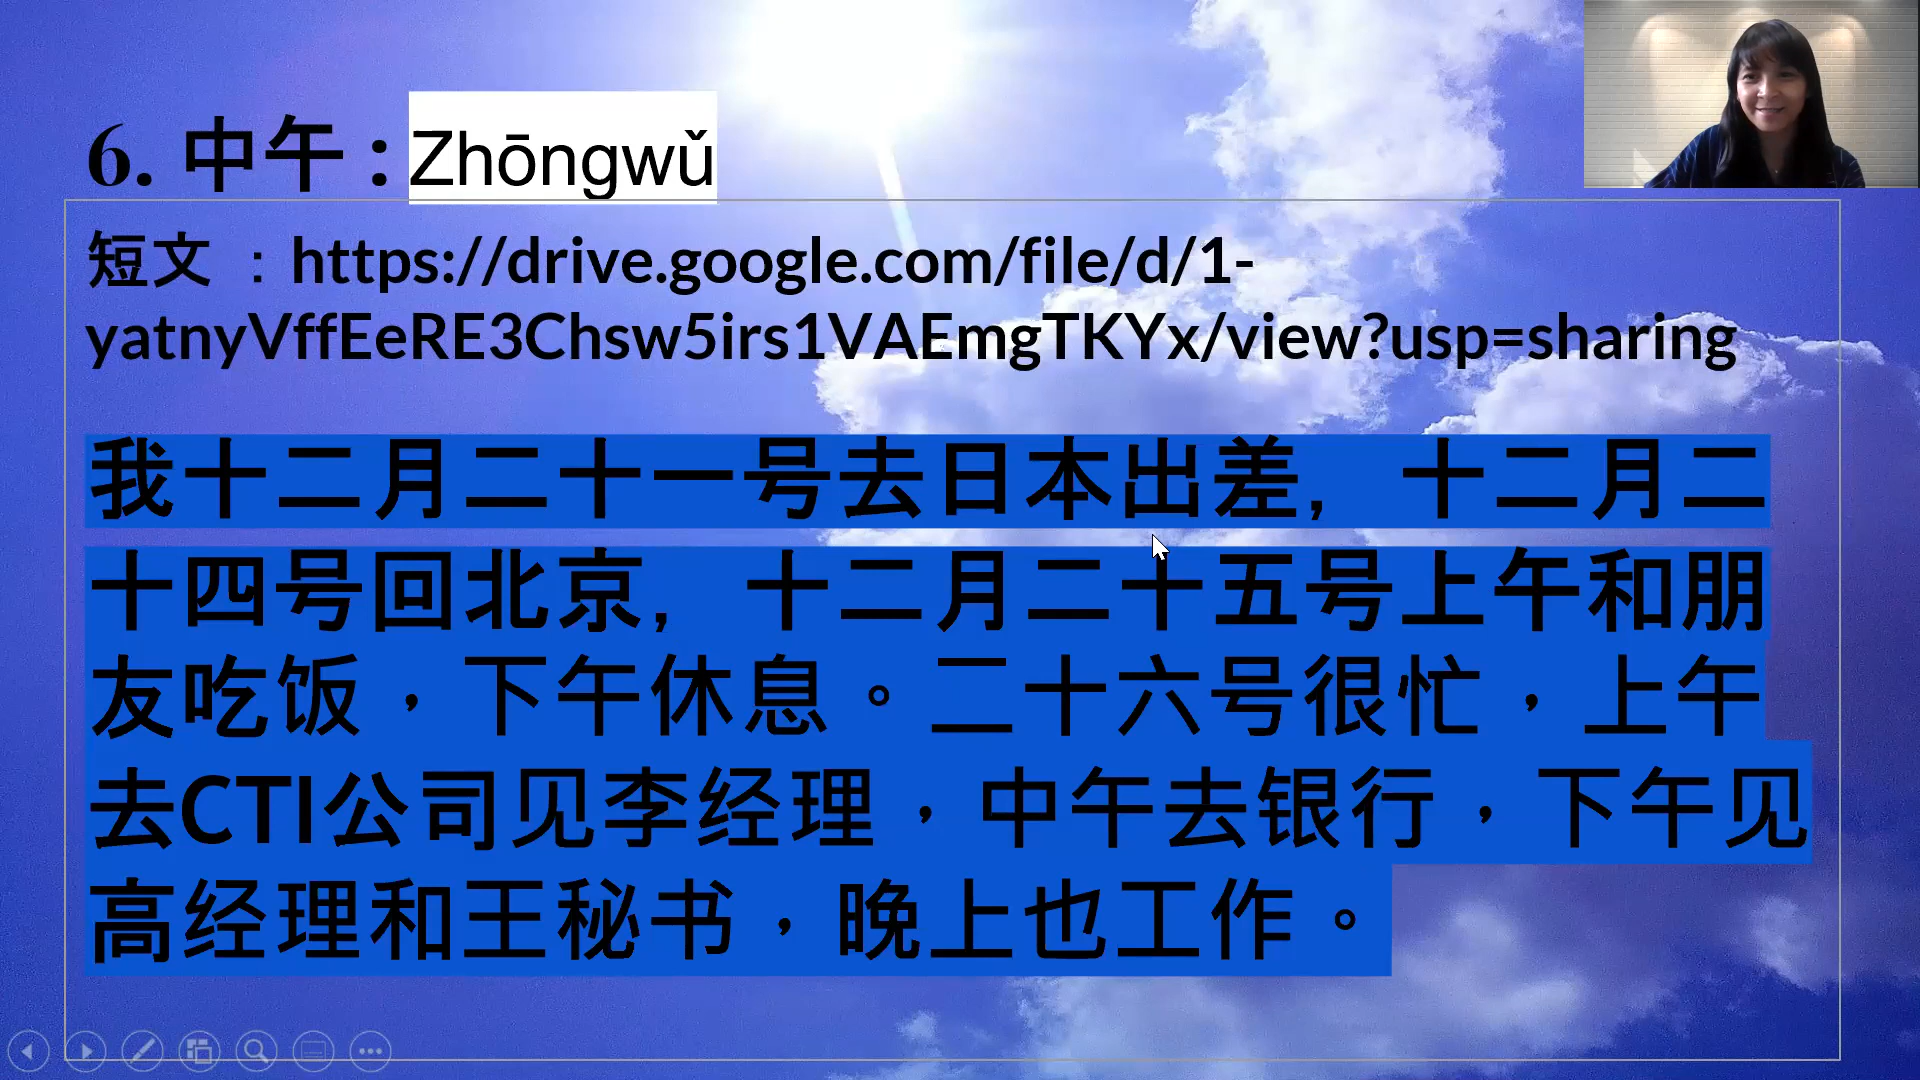 6. 中午 : Zhōngwǔ
短文 ：https://drive.google.com/file/d/1-
yatnyVffEeRE3Chsw5irs1VAEmgTKYx/view?usp=sharing
我十二月二十一号去日本出差，十二月二
十四号回北京，十二月二十五号上午和朋
友吃饭，下午休息。二十六号很忙，上午
去CTI公司见李经理，中午去银行，下午见
高经理和王秘书，晚上也工作。